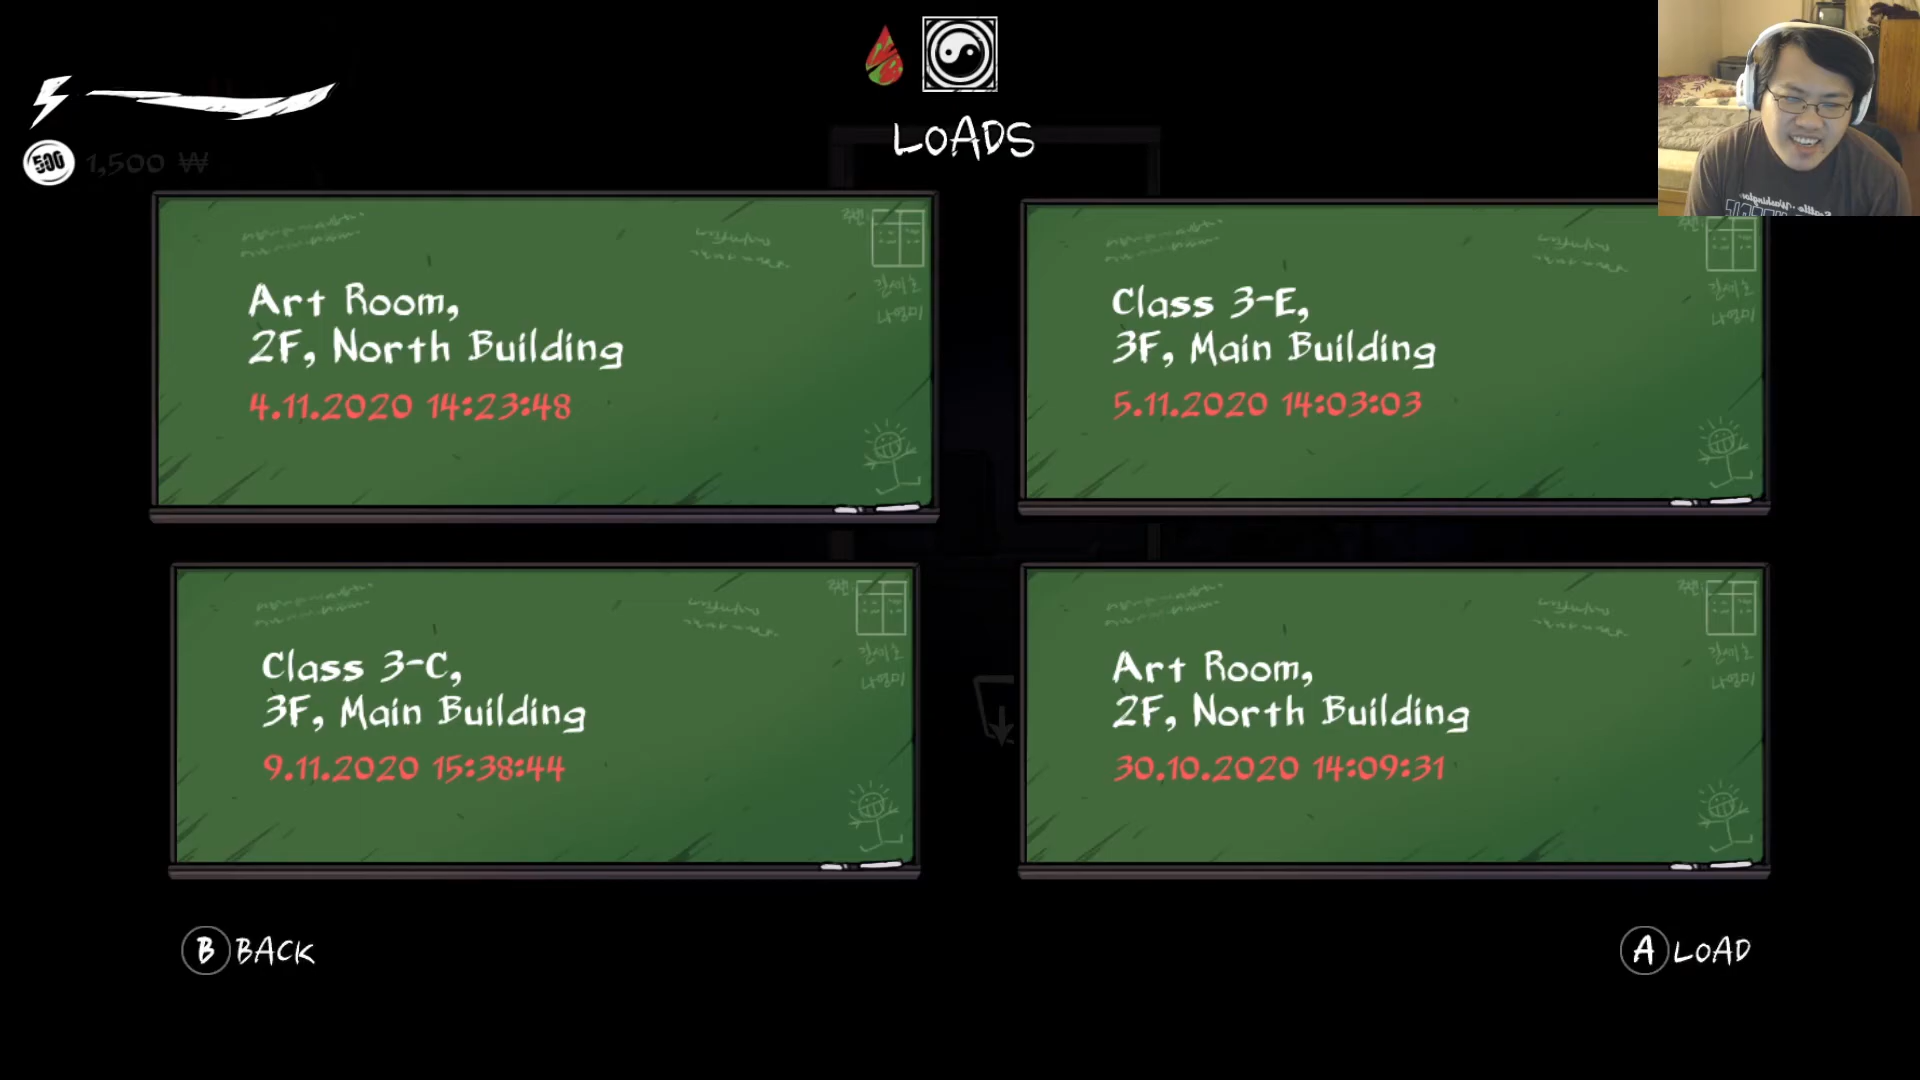 500
1,500 ₩
LOADS
Art Room,
2F, North Building
4.11.2020 14:23:48
Class 3-E,
3F, Main Building
5.11.2020 14:03:03
Class 3-C,
3F, Main Building
9.11.2020 15:38:44
Art Room,
2F, North Building
30.10.2020 14:09:31
B BACK
A LOAD